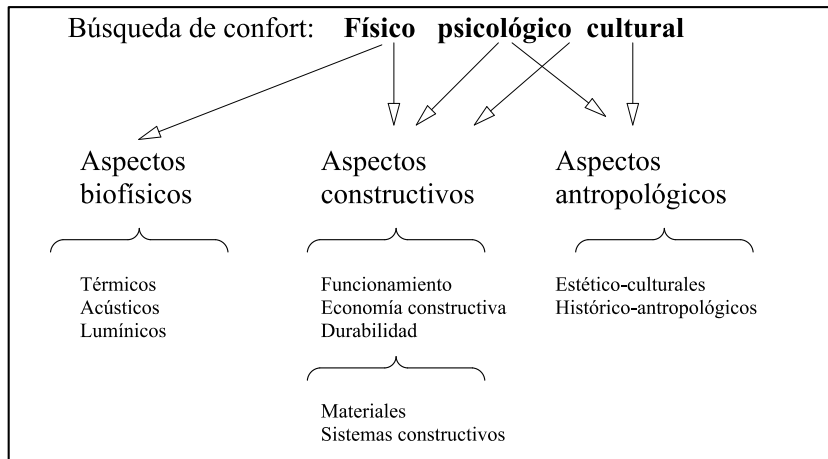 Búsqueda de confort: Físico psicológico cultural
Aspectos
biofísicos
Aspectos
constructivos
Aspectos
antropológicos
Térmicos
Acústicos
Lumínicos
Funcionamiento
Economía constructiva
Durabilidad
Estético-culturales
Histórico-antropológicos
Materiales
Sistemas constructivos